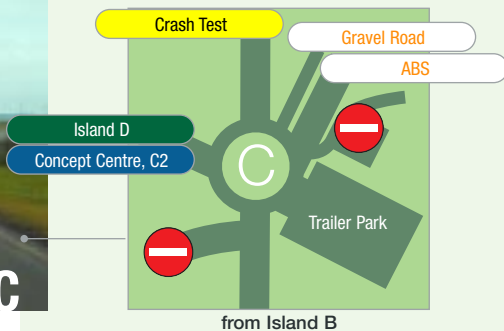 Crash Test
Gravel Road
ABS
Island D
Concept Centre, C2
C
Trailer Park
C
from Island B